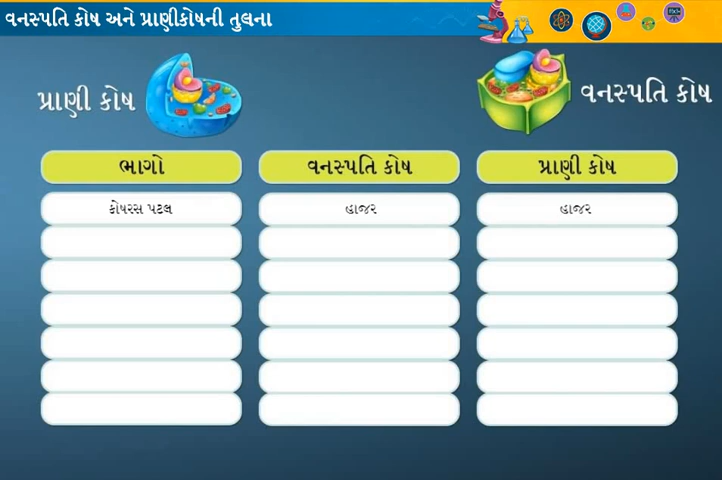 વનસ્પતિ કોષ અને પ્રાણીકોષની તુલના
પ્રાણી કોષ
વનસ્પતિ કોષ
ભાગો વનસ્પતિ કોષ પ્રાણી કોષ
કોષરસ પટલ હાજર હાજર